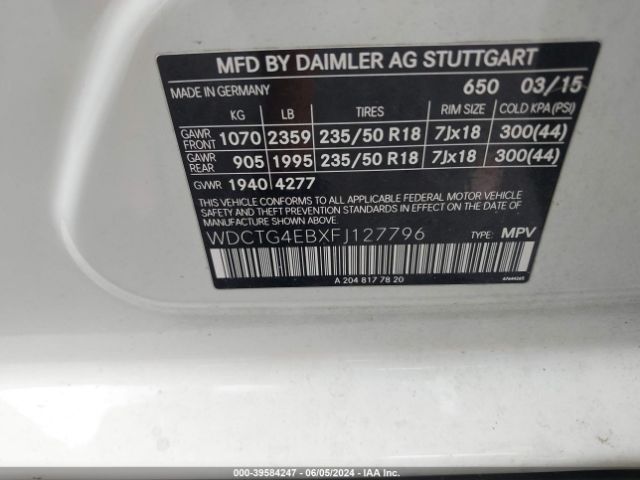 MFD BY DAIMLER AG STUTTGART
MADE IN GERMANY 650 03/15
KG LB TIRES RIM SIZE COLD KPA(PSI)
GAWR FRONT 1070 2359 235/50 R18 7Jx18 300(44)
GAWR REAR 905 1995 235/50 R18 7Jx18 300(44)
GVWR 1940 4277
THIS VEHICLE CONFORMS TO ALL APPLICABLE FEDERAL MOTOR VEHICLE
SAFETY AND THEFT PREVENTION STANDARDS IN EFFECT ON THE DATE OF
MANUFACTURE SHOWN ABOVE.
WDCTG4EBXFJ127796 TYPE: MPV
A 204 817 78 20
000-39584247 - 06/05/2024 - IAAI.COM